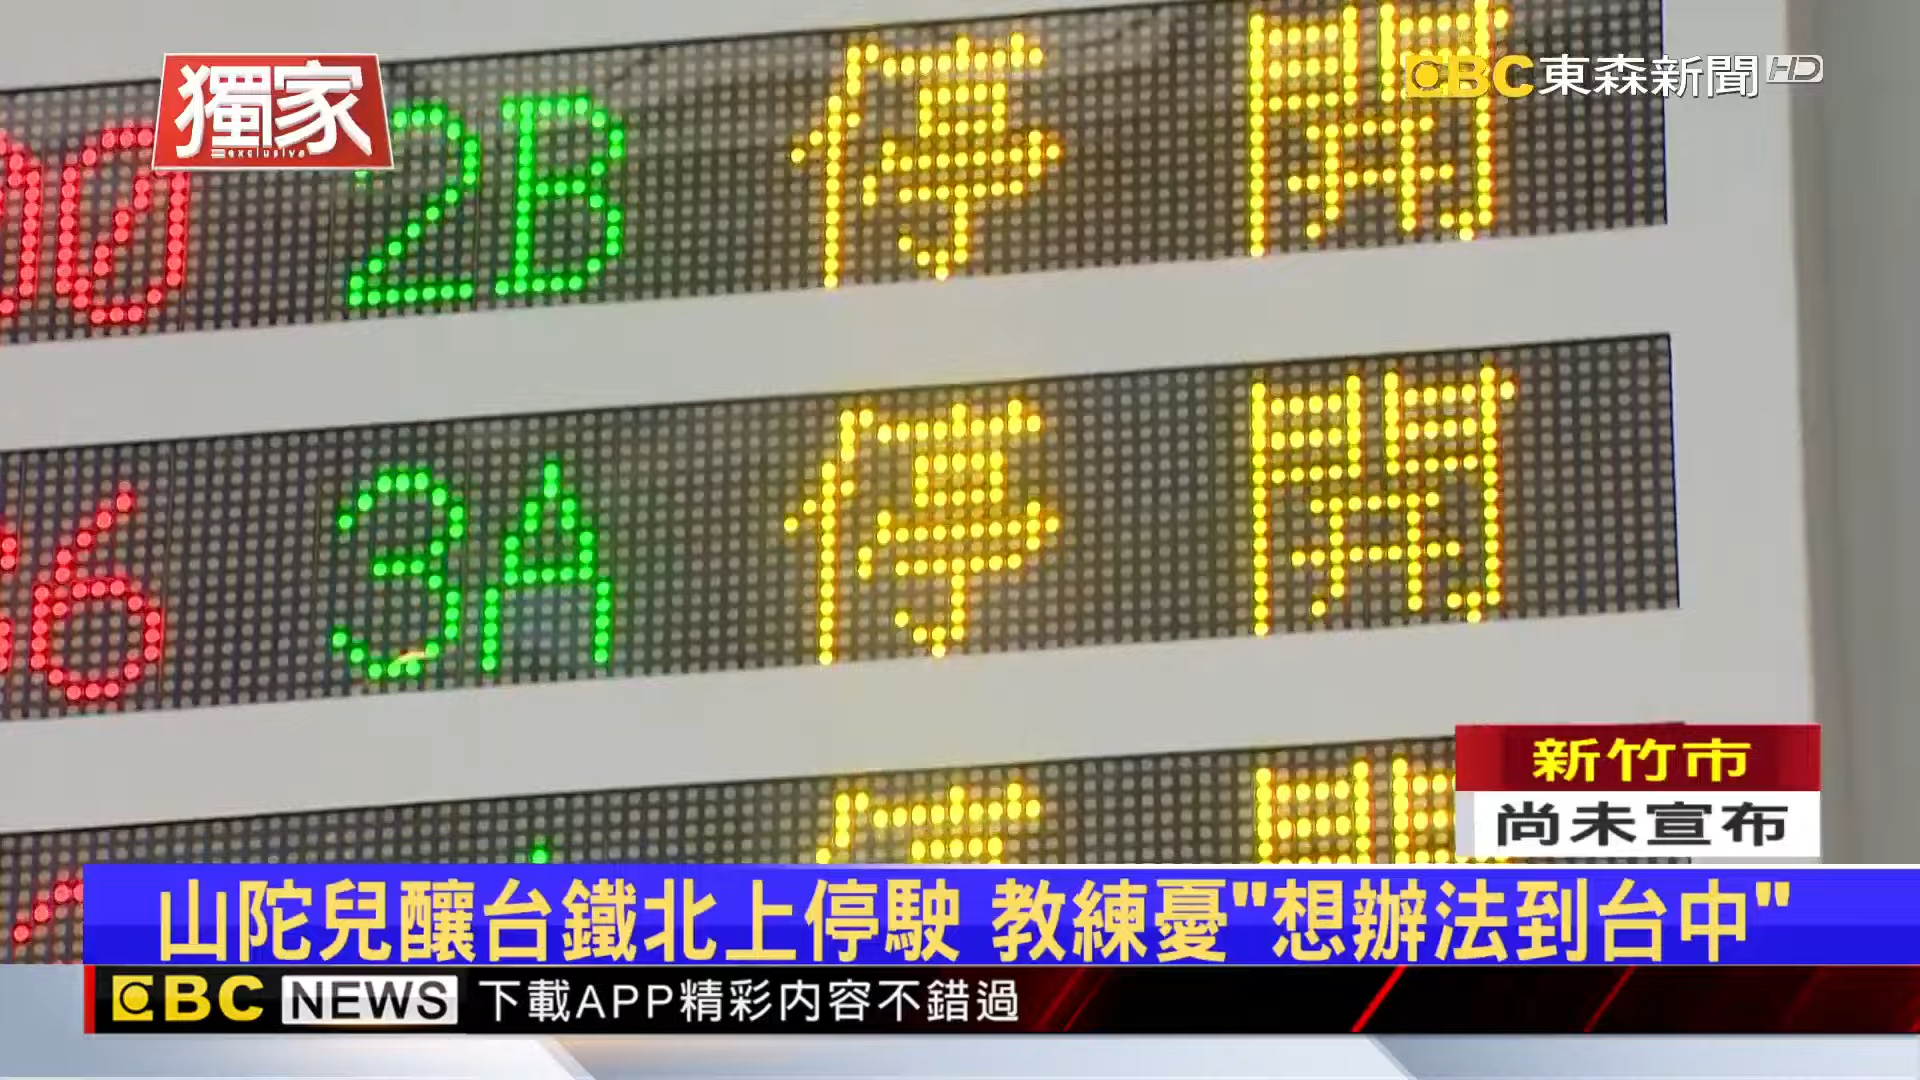 獨家
exclusive
EBC東森新聞HD
2B 停開
6 3A 停開
停開
新竹市
尚未宣布
山陀兒釀台鐵北上停駛 教練憂"想辦法到台中"
EBC NEWS 下載APP精彩內容不錯過